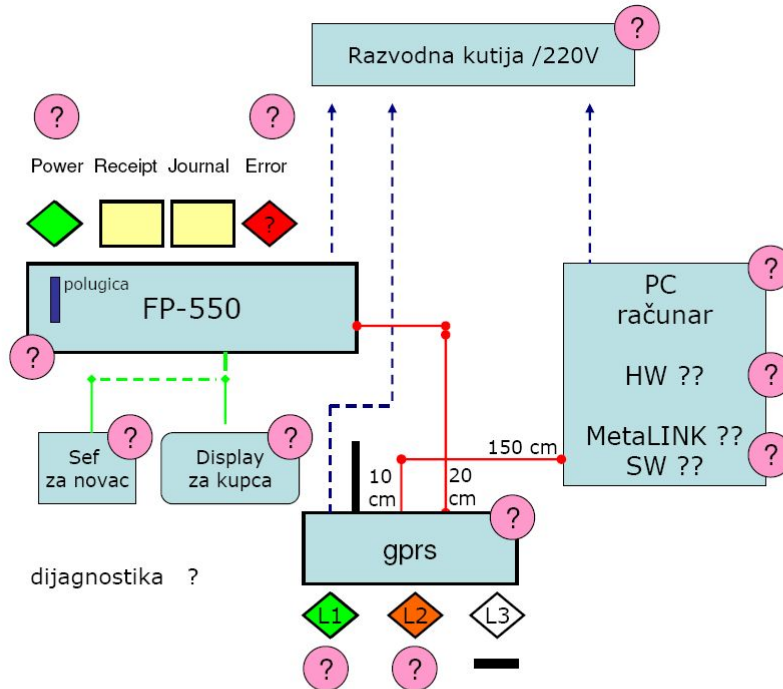 ?
Razvodna kutija /220V
? ?
Power Receipt Journal Error
?
polugica
FP-550
?
?
PC
računar
HW ??
?
MetaLINK ??
SW ??
?
?
Sef
za novac
?
Display
za kupca
150 cm
10
cm
20
cm
?
gprs
dijagnostika ?
L1 L2 L3
? ?